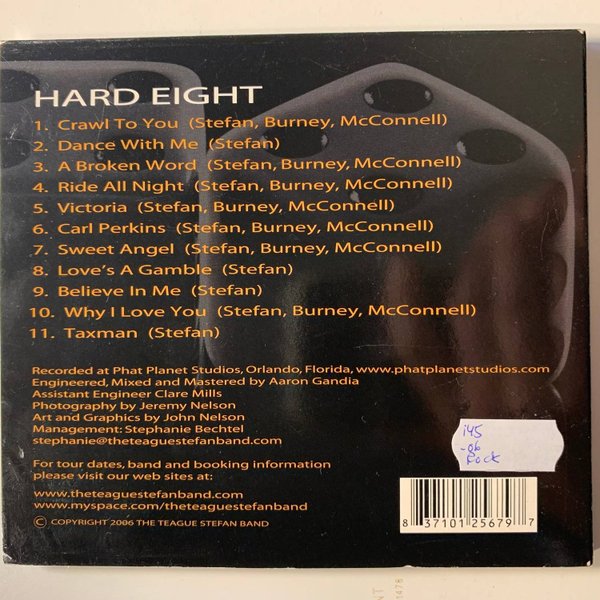 HARD EIGHT
1. Crawl To You (Stefan, Burney, McConnell)
2. Dance With Me (Stefan)
3. A Broken Word (Stefan, Burney, McConnell)
4. Ride All Night (Stefan, Burney, McConnell)
5. Victoria (Stefan, Burney, McConnell)
6. Carl Perkins (Stefan, Burney, McConnell)
7. Sweet Angel (Stefan, Burney, McConnell)
8. Love's A Gamble (Stefan)
9. Believe In Me (Stefan)
10. Why I Love You (Stefan, Burney, McConnell)
11. Taxman (Stefan)
Recorded at Phat Planet Studios, Orlando, Florida, www.phatplanetstudios.com
Engineered, Mixed and Mastered by Aaron Gandia
Assistant Engineer Clare Mills
Photography by Jeremy Nelson
Art and Graphics by John Nelson
Management: Stephanie Bechtel
stephanie@theteaguestefanband.com
For tour dates, band and booking information
please visit our web sites at:
www.theteaguestefanband.com
www.myspace.com/theteaguestefanband
© COPYRIGHT 2006 THE TEAGUE STEFAN BAND
i45
-06
Rock
8 37101 25679 7
1478